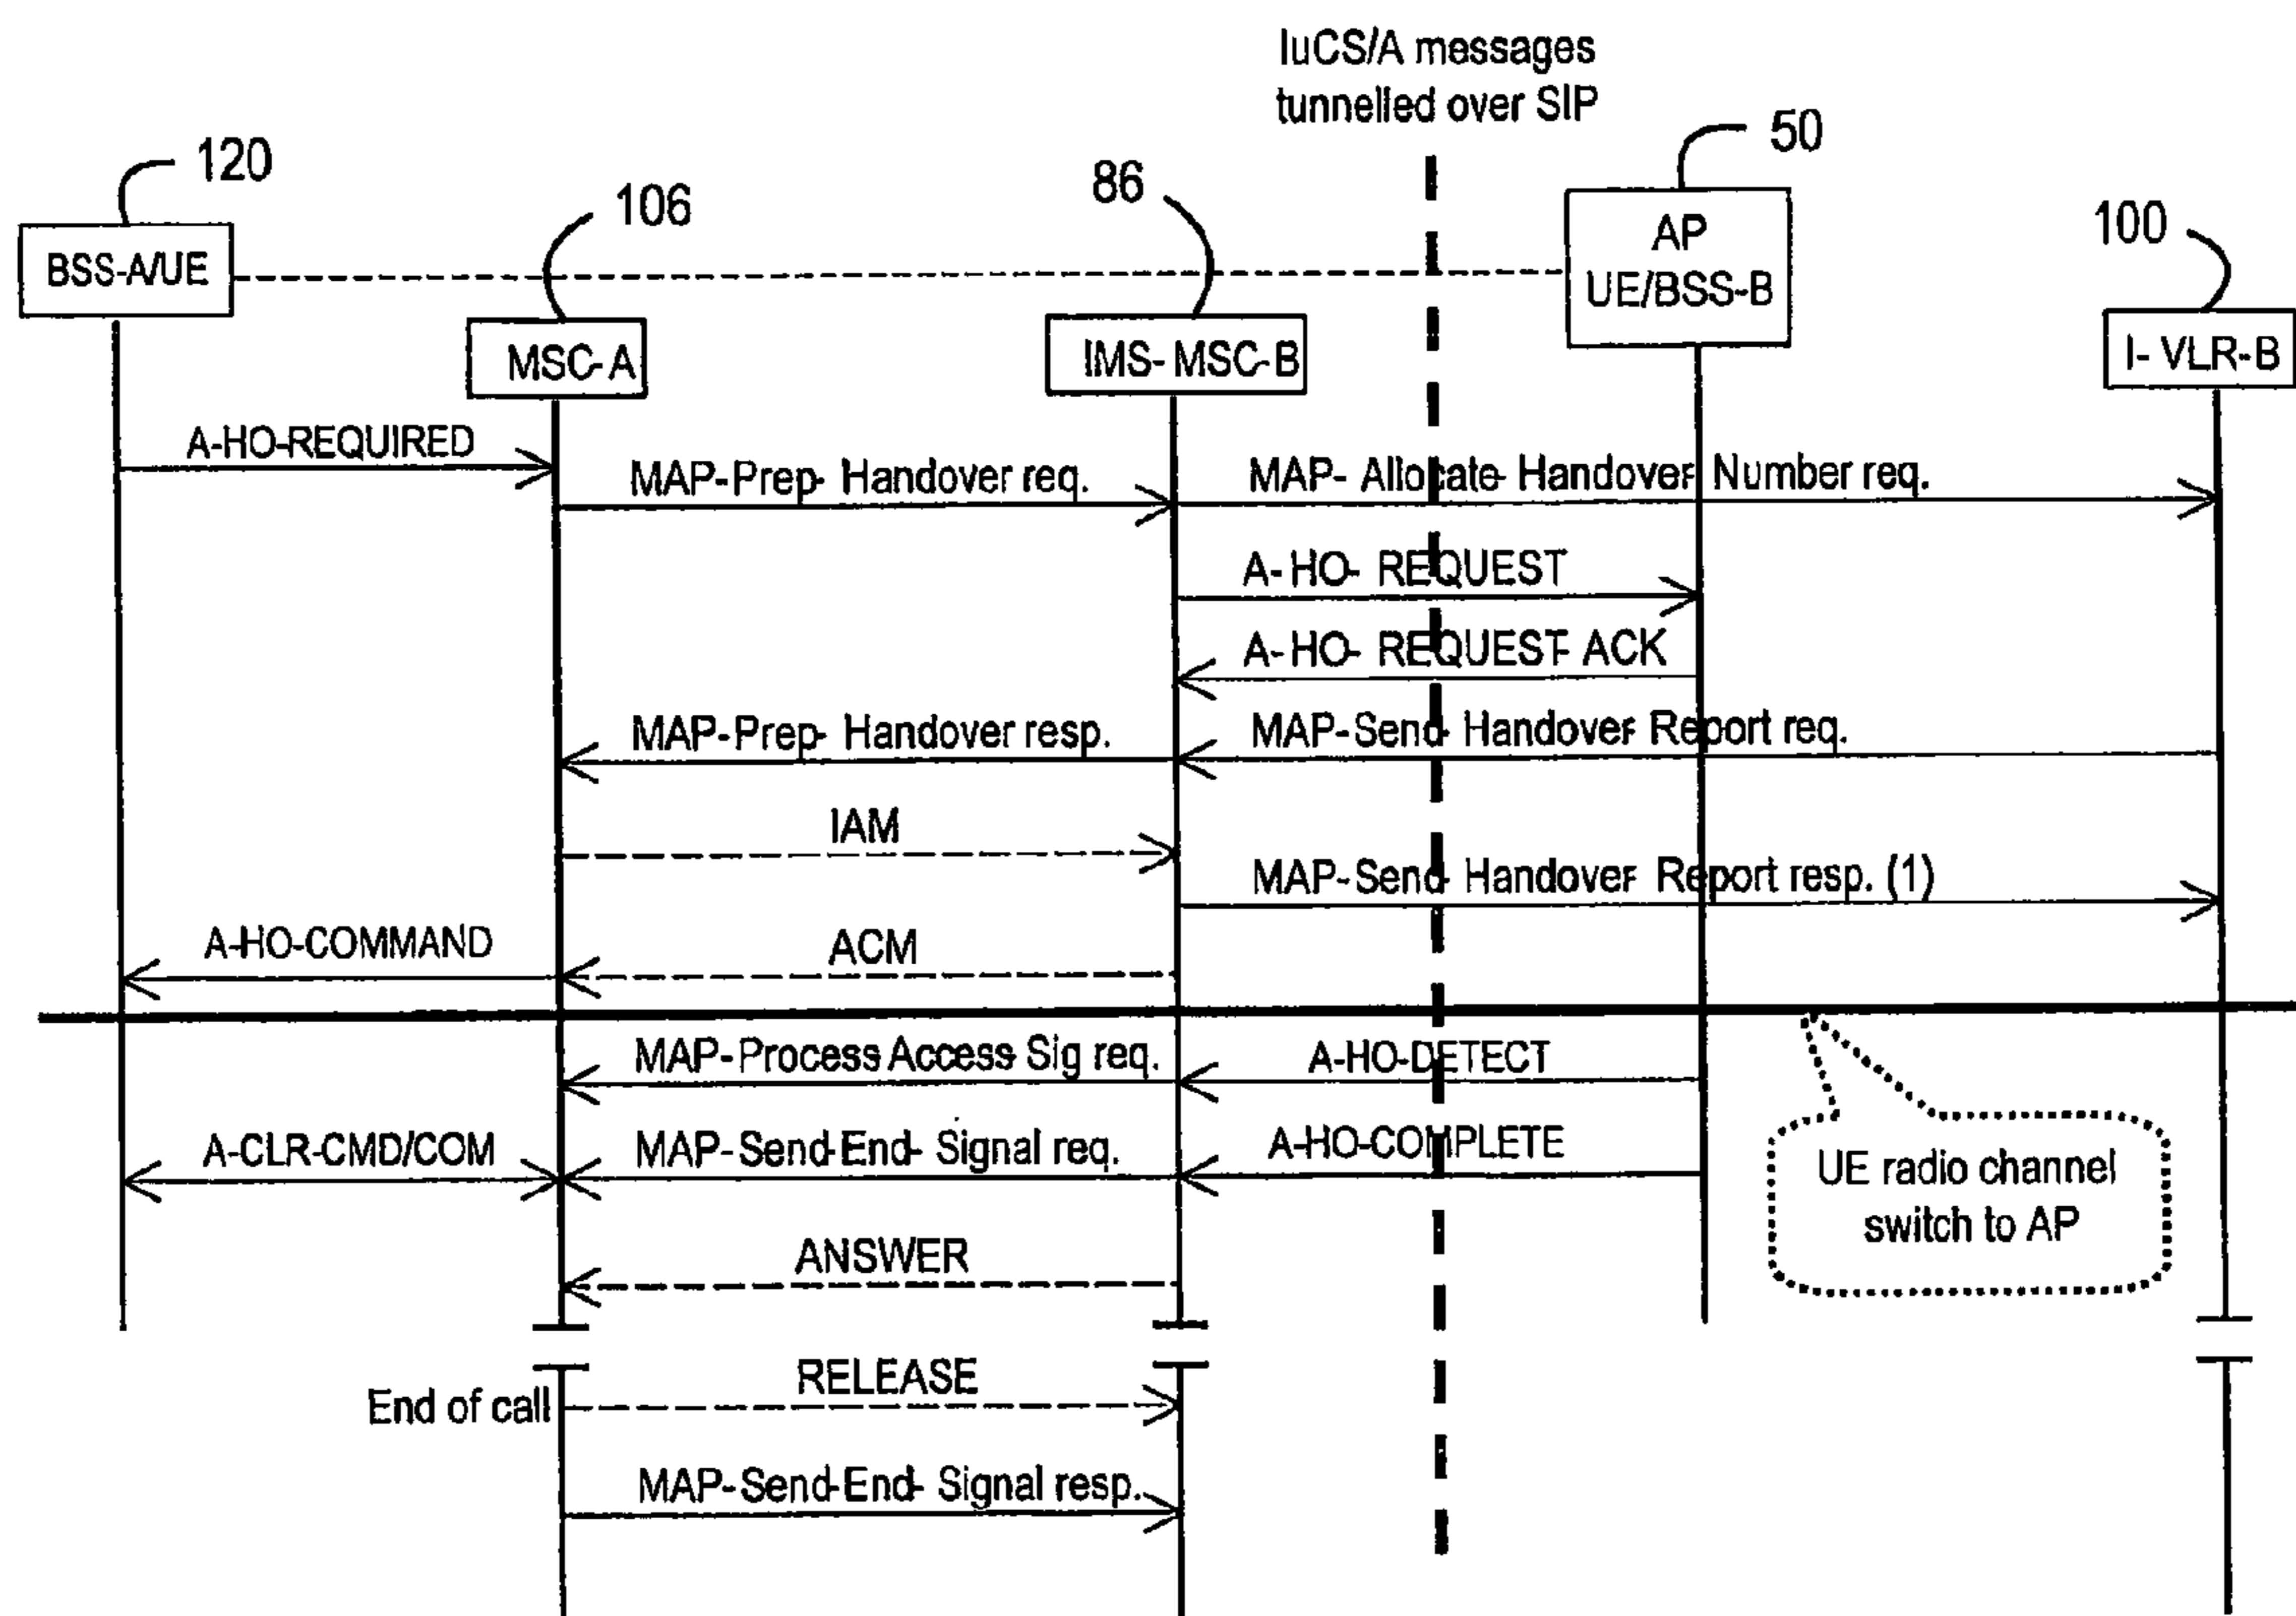 IuCS/A messages
tunnelled over SIP
120
106
86
50
100
BSS-A/UE
MSC-A
IMS-MSC-B
AP
UE/BSS-B
I-VLR-B
A-HO-REQUIRED
MAP-Prep-Handover req.
MAP-Allocate-Handover-Number req.
A-HO-REQUEST
A-HO-REQUEST-ACK
MAP-Prep-Handover resp.
MAP-Send-Handover-Report req.
IAM
MAP-Send-Handover-Report resp. (1)
A-HO-COMMAND
ACM
MAP-Process-Access-Sig req.
A-HO-DETECT
A-CLR-CMD/COM
MAP-Send-End-Signal req.
A-HO-COMPLETE
UE radio channel
switch to AP
ANSWER
RELEASE
End of call
MAP-Send-End-Signal resp.